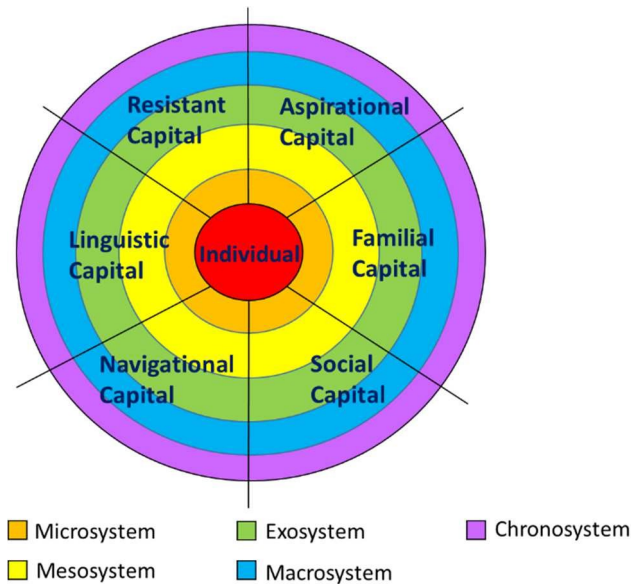 Resistant
Capital
Aspirational
Capital
Linguistic
Capital
Individual
Familial
Capital
Navigational
Capital
Social
Capital
Microsystem
Exosystem
Chronosystem
Mesosystem
Macrosystem